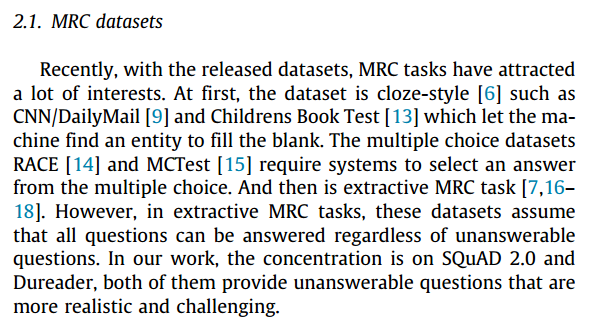 2.1. MRC datasets
Recently, with the released datasets, MRC tasks have attracted
a lot of interests. At first, the dataset is cloze-style [6] such as
CNN/DailyMail [9] and Childrens Book Test [13] which let the ma-
chine find an entity to fill the blank. The multiple choice datasets
RACE [14] and MCTest [15] require systems to select an answer
from the multiple choice. And then is extractive MRC task [7,16–
18]. However, in extractive MRC tasks, these datasets assume
that all questions can be answered regardless of unanswerable
questions. In our work, the concentration is on SQuAD 2.0 and
Dureader, both of them provide unanswerable questions that are
more realistic and challenging.